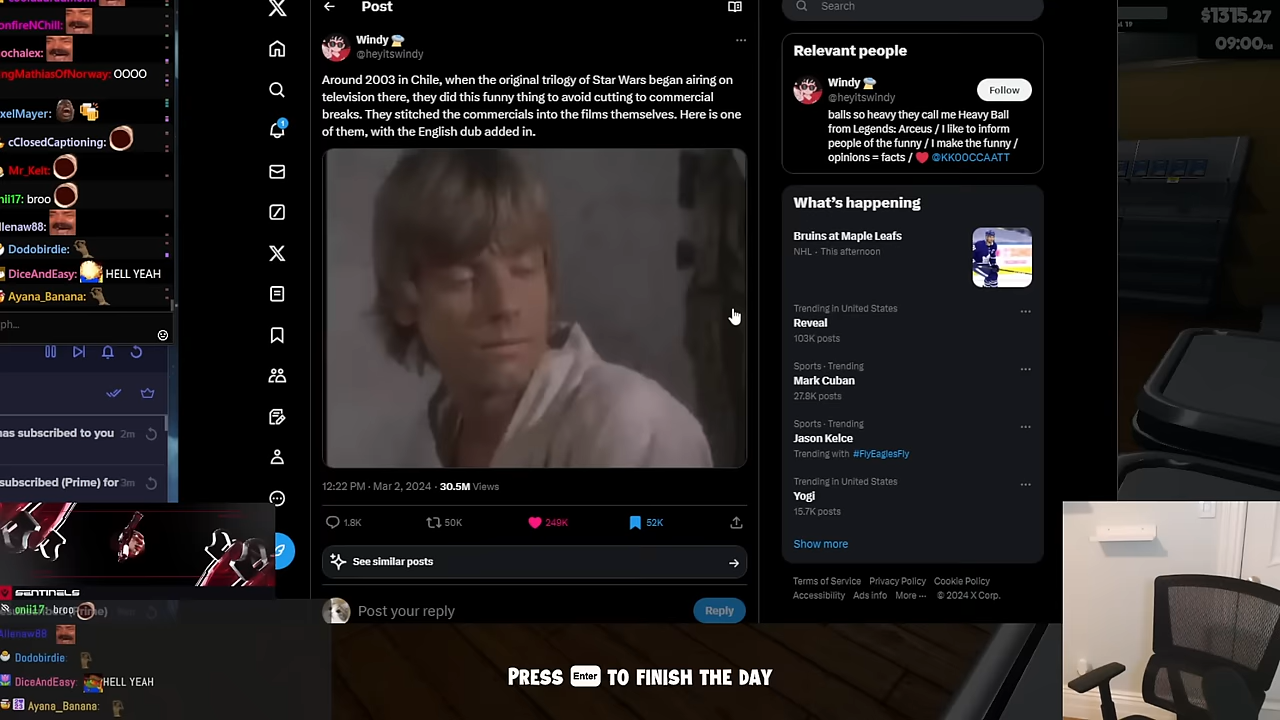 onfireNChill:
ochalex:
ngMathiasOfNorway: OOOO
xelMayer:
cClosedCaptioning:
Mr_Kelt:
nii17: broo
llenaw88:
Dodobirdie:
DiceAndEasy: HELL YEAH
Ayana_Banana:
ph...
has subscribed to you 2m
subscribed (Prime) for 3m
SENTINELS
onii17: broo
Allenaw88
Dodobirdie:
DiceAndEasy: HELL YEAH
Ayana_Banana:
1
Post
Windy
@heyitswindy
Around 2003 in Chile, when the original trilogy of Star Wars began airing on
television there, they did this funny thing to avoid cutting to commercial
breaks. They stitched the commercials into the films themselves. Here is one
of them, with the English dub added in.
12:22 PM · Mar 2, 2024 · 30.5M Views
1.8K 50K 249K 52K
See similar posts
Post your reply Reply
Search
Relevant people
Windy
@heyitswindy
Follow
balls so heavy they call me Heavy Ball
from Legends: Arceus / I like to inform
people of the funny / I make the funny /
opinions = facts / @KKOOCCAATT
What's happening
Bruins at Maple Leafs
NHL · This afternoon
Trending in United States
Reveal
103K posts
Sports · Trending
Mark Cuban
27.8K posts
Sports · Trending
Jason Kelce
Trending with #FlyEaglesFly
Trending in United States
Yogi
15.7K posts
Show more
Terms of Service Privacy Policy Cookie Policy
Accessibility Ads info More ··· © 2024 X Corp.
$1315.27
19
09:00PM
PRESS Enter TO FINISH THE DAY